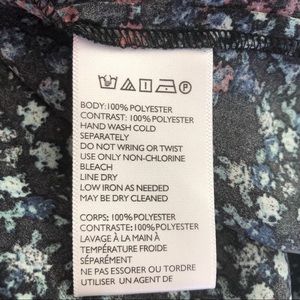 BODY:100% POLYESTER
CONTRAST: 100% POLYESTER
HAND WASH COLD
SEPARATELY
DO NOT WRING OR TWIST
USE ONLY NON-CHLORINE
BLEACH
LINE DRY
LOW IRON AS NEEDED
MAY BE DRY CLEANED
CORPS: 100% POLYESTER
CONTRASTE: 100% POLYESTER
LAVAGE À LA MAIN À
TEMPÉRATURE FROIDE
SÉPARÉMENT
NE PAS ESSORER OU TORDRE
UTILISER UN AGENT DE